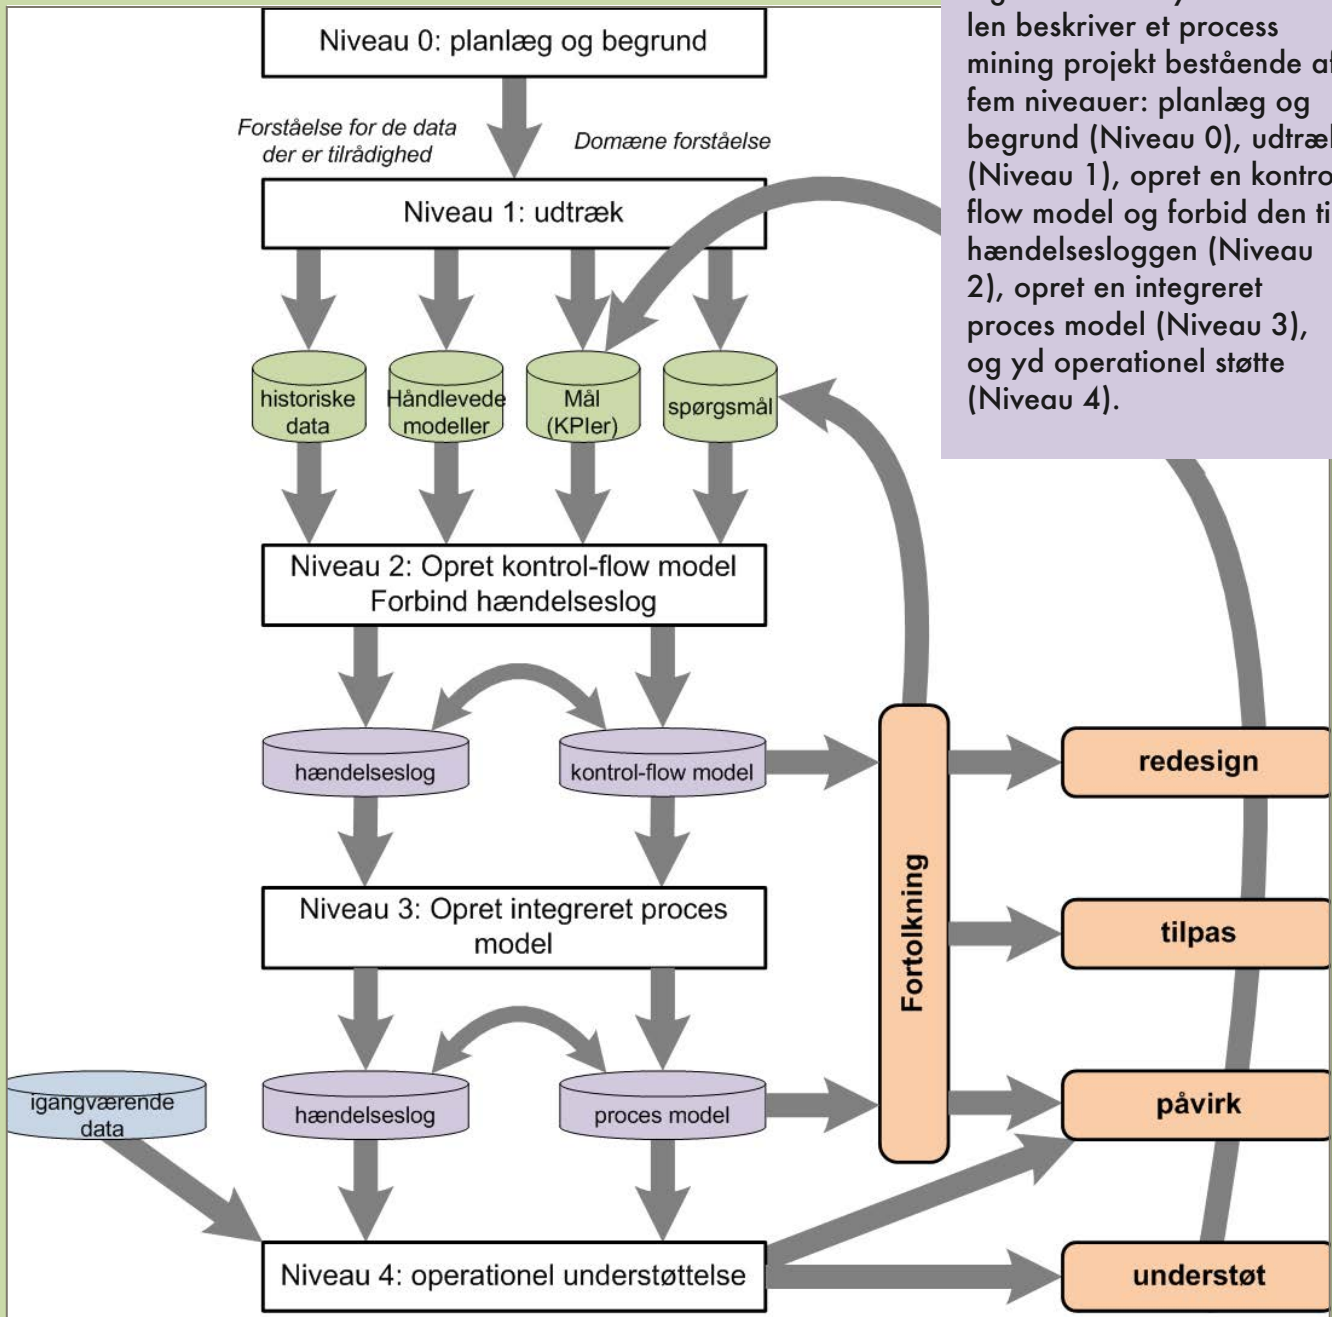 len beskriver et process
mining projekt bestående af
fem niveauer: planlæg og
begrund (Niveau 0), udtræk
(Niveau 1), opret en kontrol
flow model og forbid den til
hændelsesloggen (Niveau
2), opret en integreret
proces model (Niveau 3),
og yd operationel støtte
(Niveau 4).
Niveau 0: planlæg og begrund
Forståelse for de data
der er tilrådighed
Domæne forståelse
Niveau 1: udtræk
historiske
data
Håndlevede
modeller
Mål
(KPIer)
spørgsmål
Niveau 2: Opret kontrol-flow model
Forbind hændelseslog
hændelseslog
kontrol-flow model
Fortolkning
redesign
Niveau 3: Opret integreret proces
model
tilpas
igangværende
data
hændelseslog
proces model
påvirk
Niveau 4: operationel understøttelse
understøt